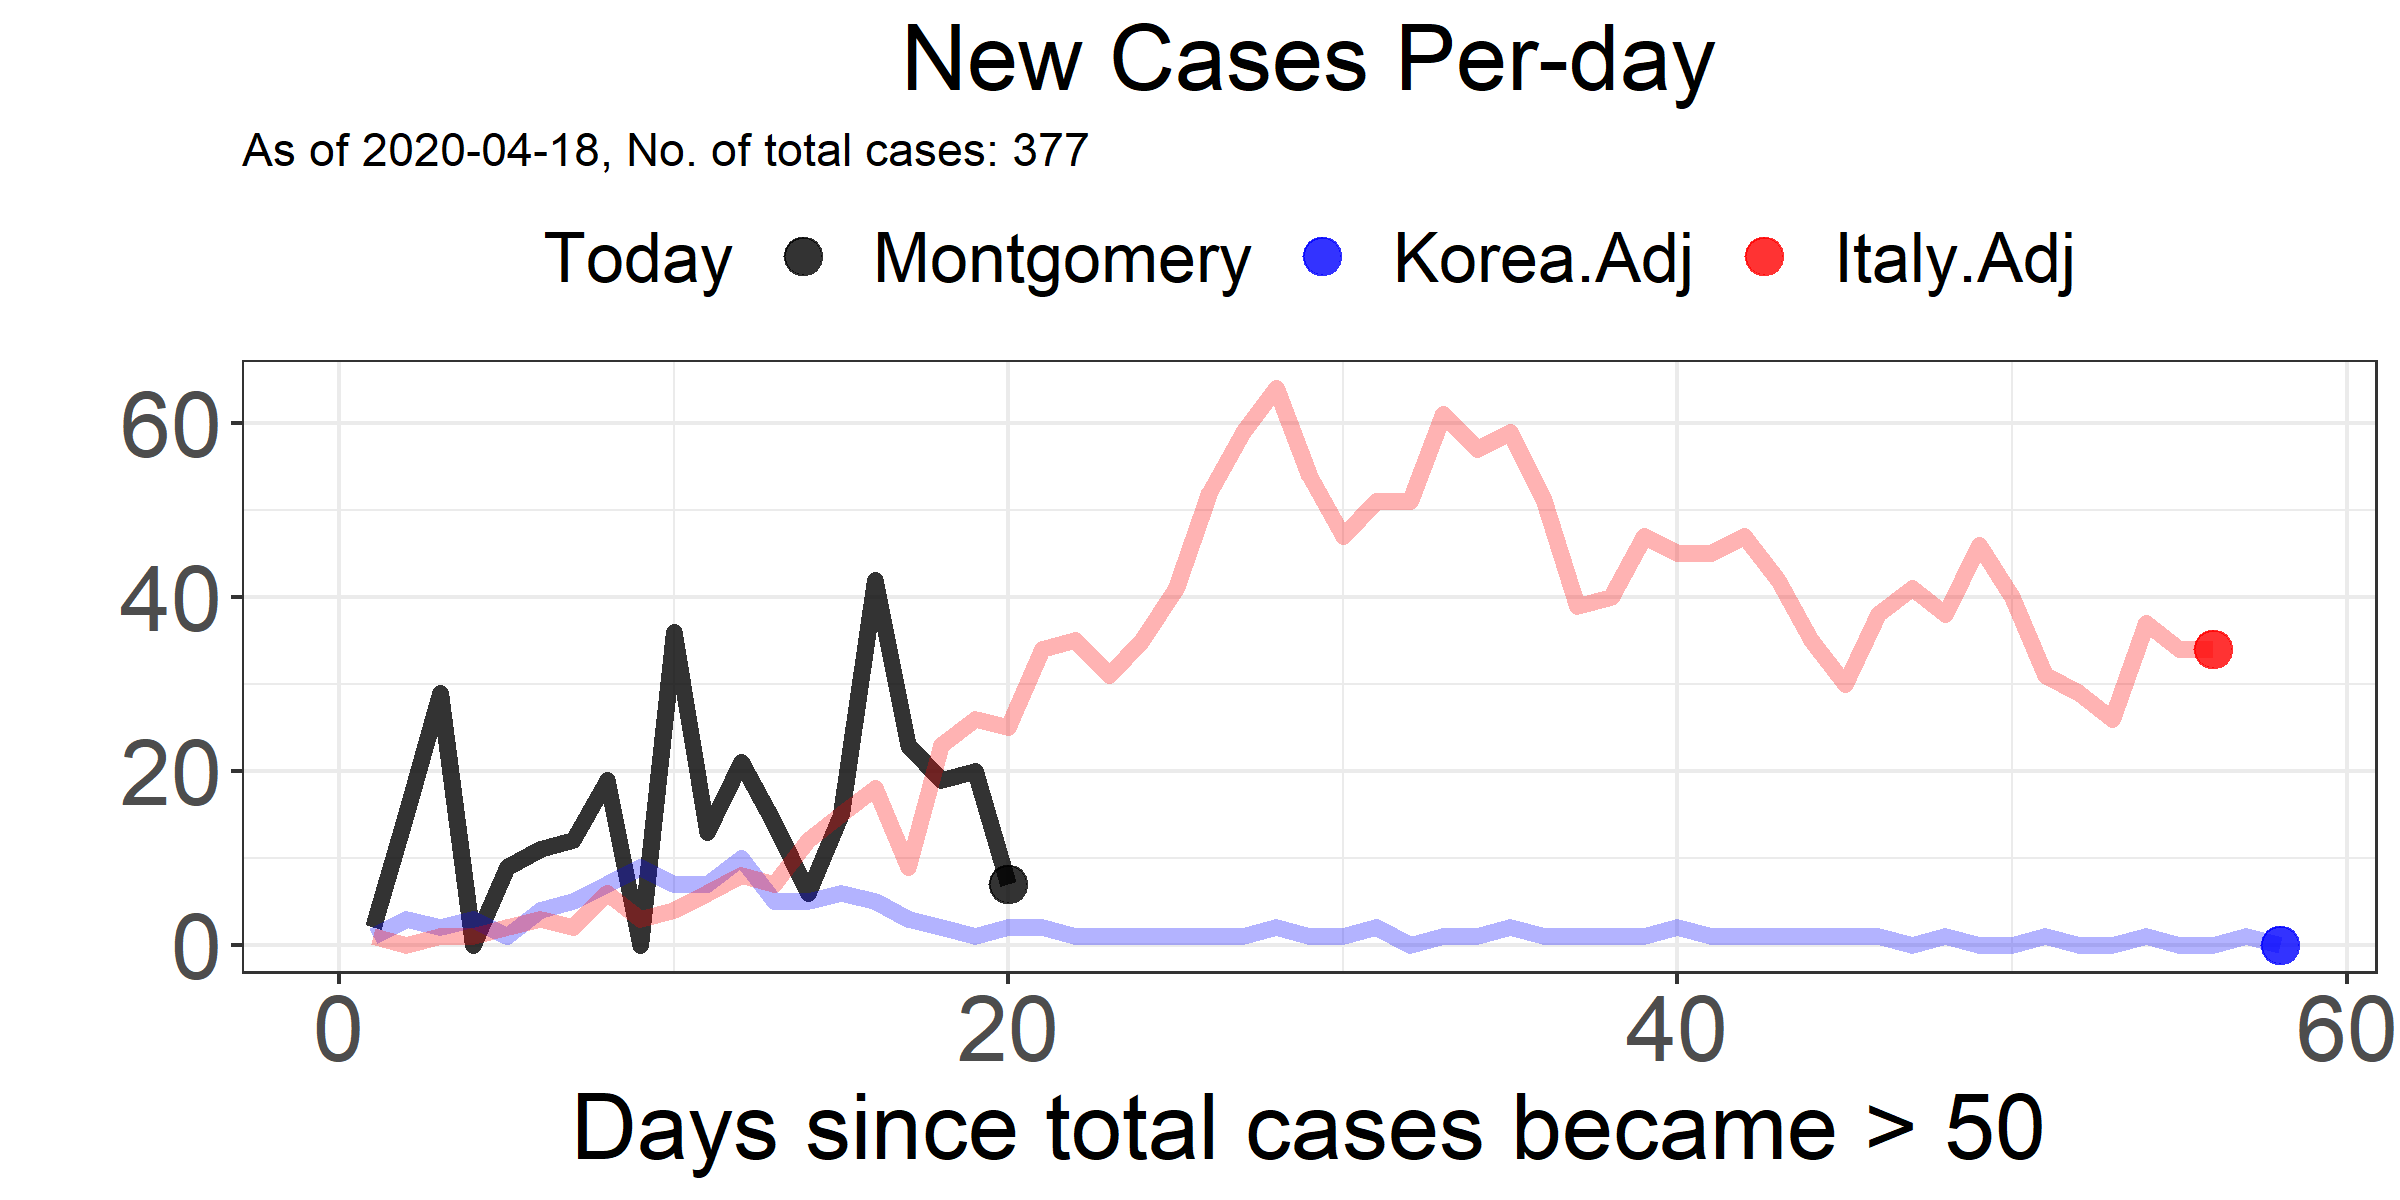 New Cases Per-day
As of 2020-04-18, No. of total cases: 377
Today Montgomery Korea.Adj Italy.Adj
60
40
20
0
0 20 40 60
Days since total cases became > 50